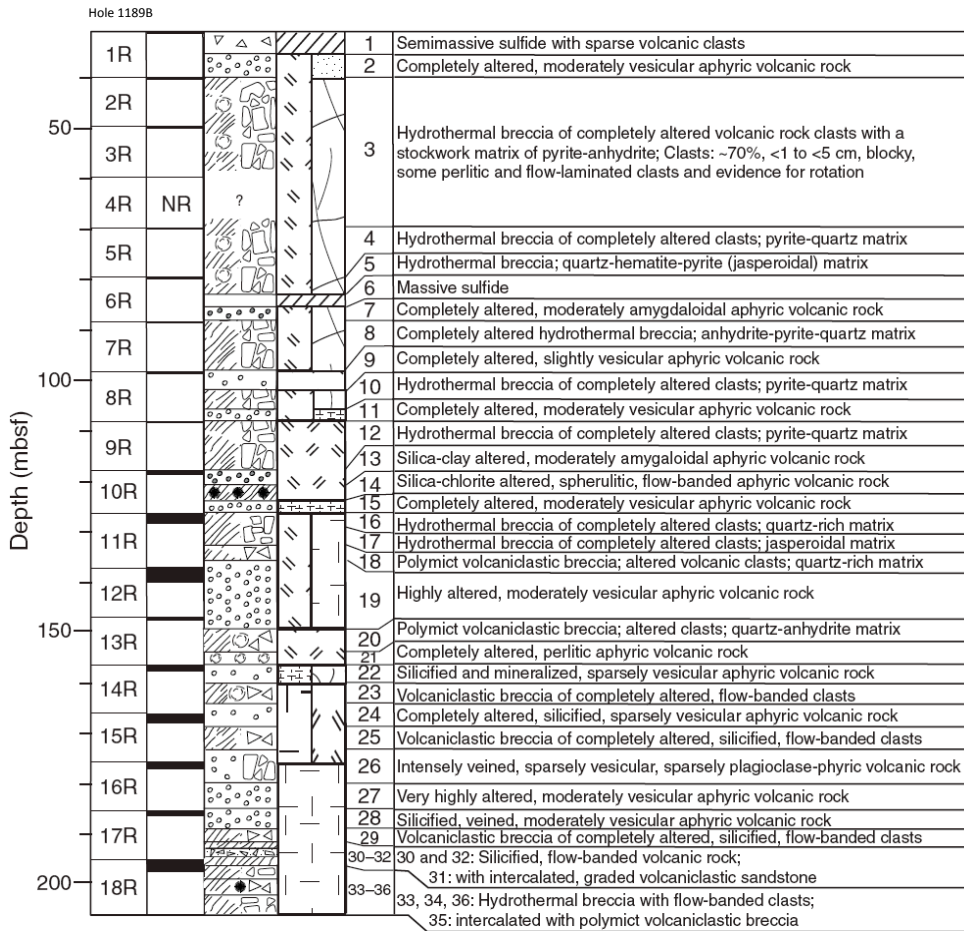 Hole 1189B
1R
1
Semimassive sulfide with sparse volcanic clasts
2
Completely altered, moderately vesicular aphyric volcanic rock
2R
50
3R
3
Hydrothermal breccia of completely altered volcanic rock clasts with a
stockwork matrix of pyrite-anhydrite; Clasts: ~70%, <1 to <5 cm, blocky,
some perlitic and flow-laminated clasts and evidence for rotation
4R
NR
?
5R
4
Hydrothermal breccia of completely altered clasts; pyrite-quartz matrix
5
Hydrothermal breccia; quartz-hematite-pyrite (jasperoidal) matrix
6R
6
Massive sulfide
7
Completely altered, moderately amygdaloidal aphyric volcanic rock
7R
8
Completely altered hydrothermal breccia; anhydrite-pyrite-quartz matrix
9
Completely altered, slightly vesicular aphyric volcanic rock
100
8R
10
Hydrothermal breccia of completely altered clasts; pyrite-quartz matrix
11
Completely altered, moderately vesicular aphyric volcanic rock
9R
12
Hydrothermal breccia of completely altered clasts; pyrite-quartz matrix
13
Silica-clay altered, moderately amygaloidal aphyric volcanic rock
10R
14
Silica-chlorite altered, spherulitic, flow-banded aphyric volcanic rock
15
Completely altered, moderately vesicular aphyric volcanic rock
Depth (mbsf)
11R
16
Hydrothermal breccia of completely altered clasts; quartz-rich matrix
17
Hydrothermal breccia of completely altered clasts; jasperoidal matrix
18
Polymict volcaniclastic breccia; altered volcanic clasts; quartz-rich matrix
12R
19
Highly altered, moderately vesicular aphyric volcanic rock
150
13R
20
Polymict volcaniclastic breccia; altered clasts; quartz-anhydrite matrix
21
Completely altered, perlitic aphyric volcanic rock
14R
22
Silicified and mineralized, sparsely vesicular aphyric volcanic rock
23
Volcaniclastic breccia of completely altered, flow-banded clasts
24
Completely altered, silicified, sparsely vesicular aphyric volcanic rock
15R
25
Volcaniclastic breccia of completely altered, silicified, flow-banded clasts
16R
26
Intensely veined, sparsely vesicular, sparsely plagioclase-phyric volcanic rock
27
Very highly altered, moderately vesicular aphyric volcanic rock
17R
28
Silicified, veined, moderately vesicular aphyric volcanic rock
29
Volcaniclastic breccia of completely altered, silicified, flow-banded clasts
30–32
30 and 32: Silicified, flow-banded volcanic rock;
31: with intercalated, graded volcaniclastic sandstone
200
18R
33–36
33, 34, 36: Hydrothermal breccia with flow-banded clasts;
35: intercalated with polymict volcaniclastic breccia